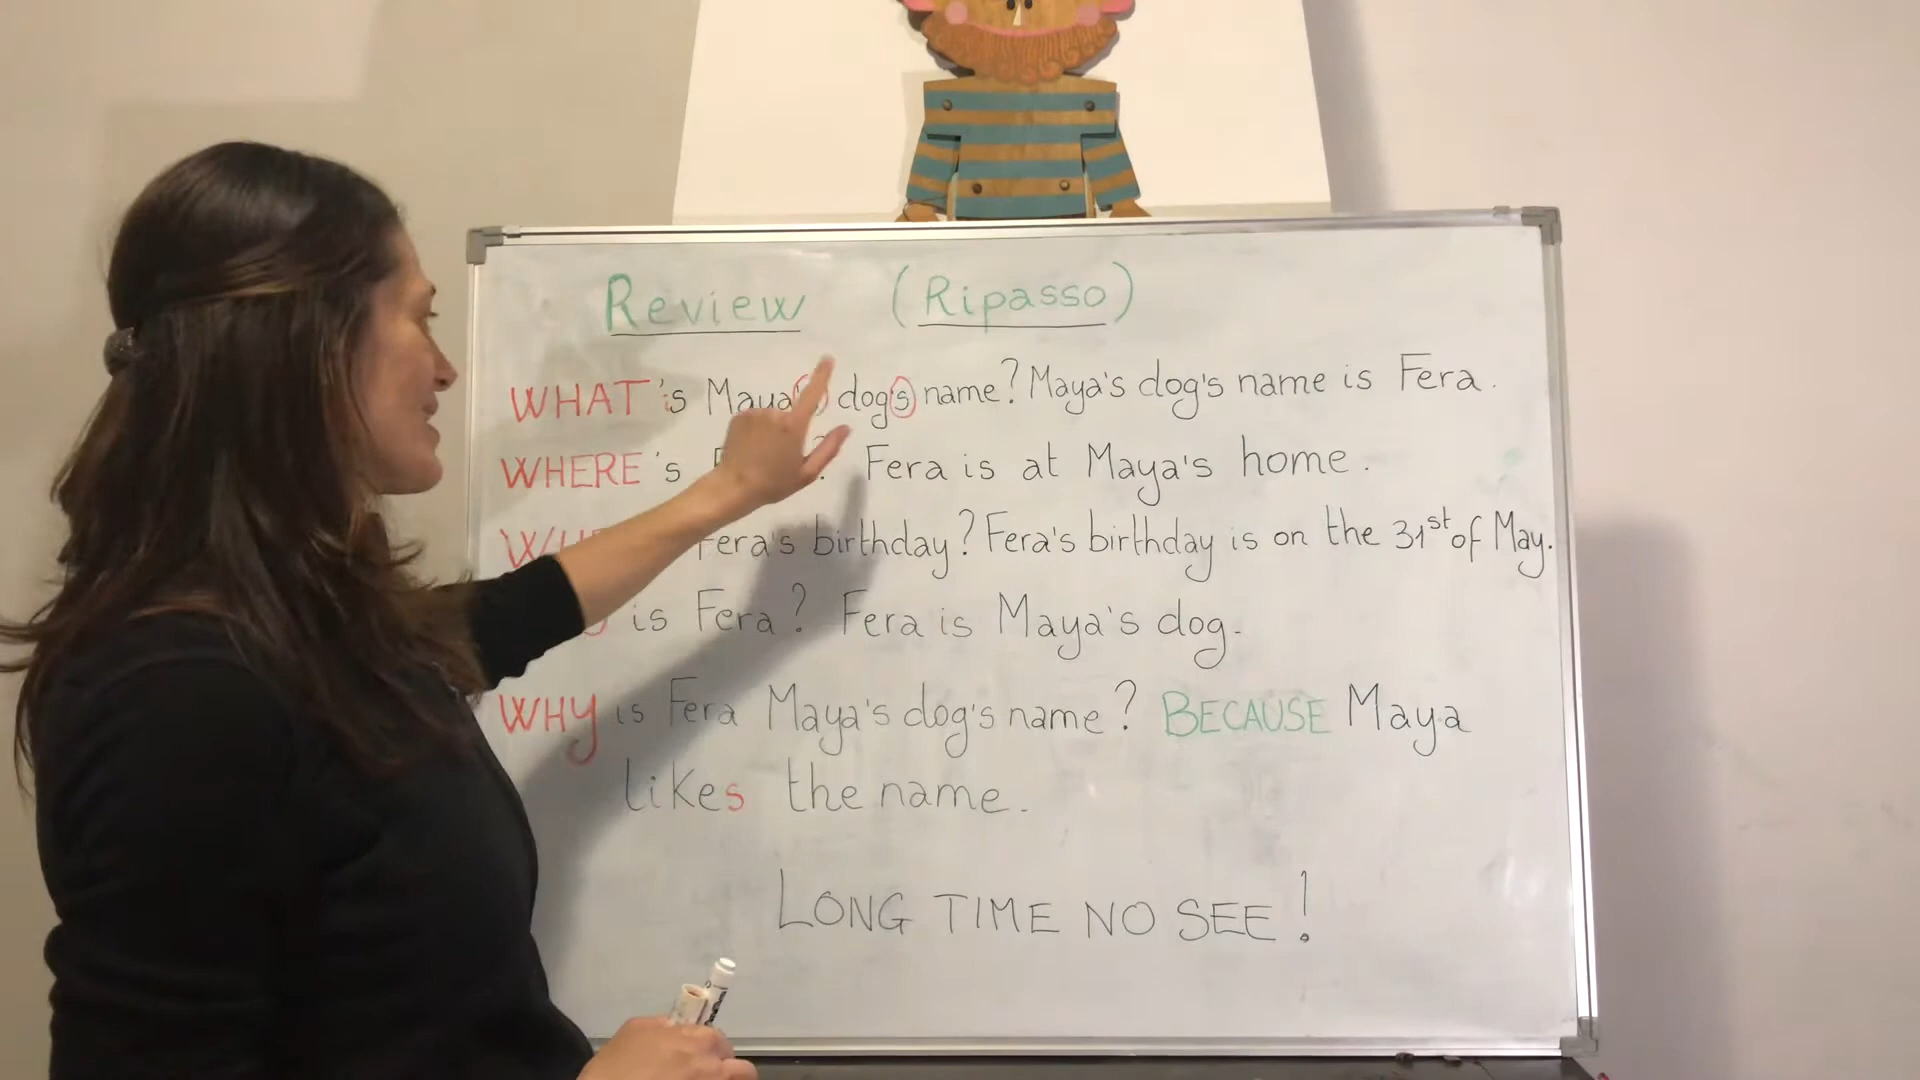 Review (Ripasso)
WHAT's Maya's dog's name? Maya's dog's name is Fera.
WHERE's ? Fera is at Maya's home.
Fera's birthday? Fera's birthday is on the 31st of May.
is Fera? Fera is Maya's dog.
WHY is Fera Maya's dog's name? BECAUSE Maya
likes the name.
LONG TIME NO SEE!